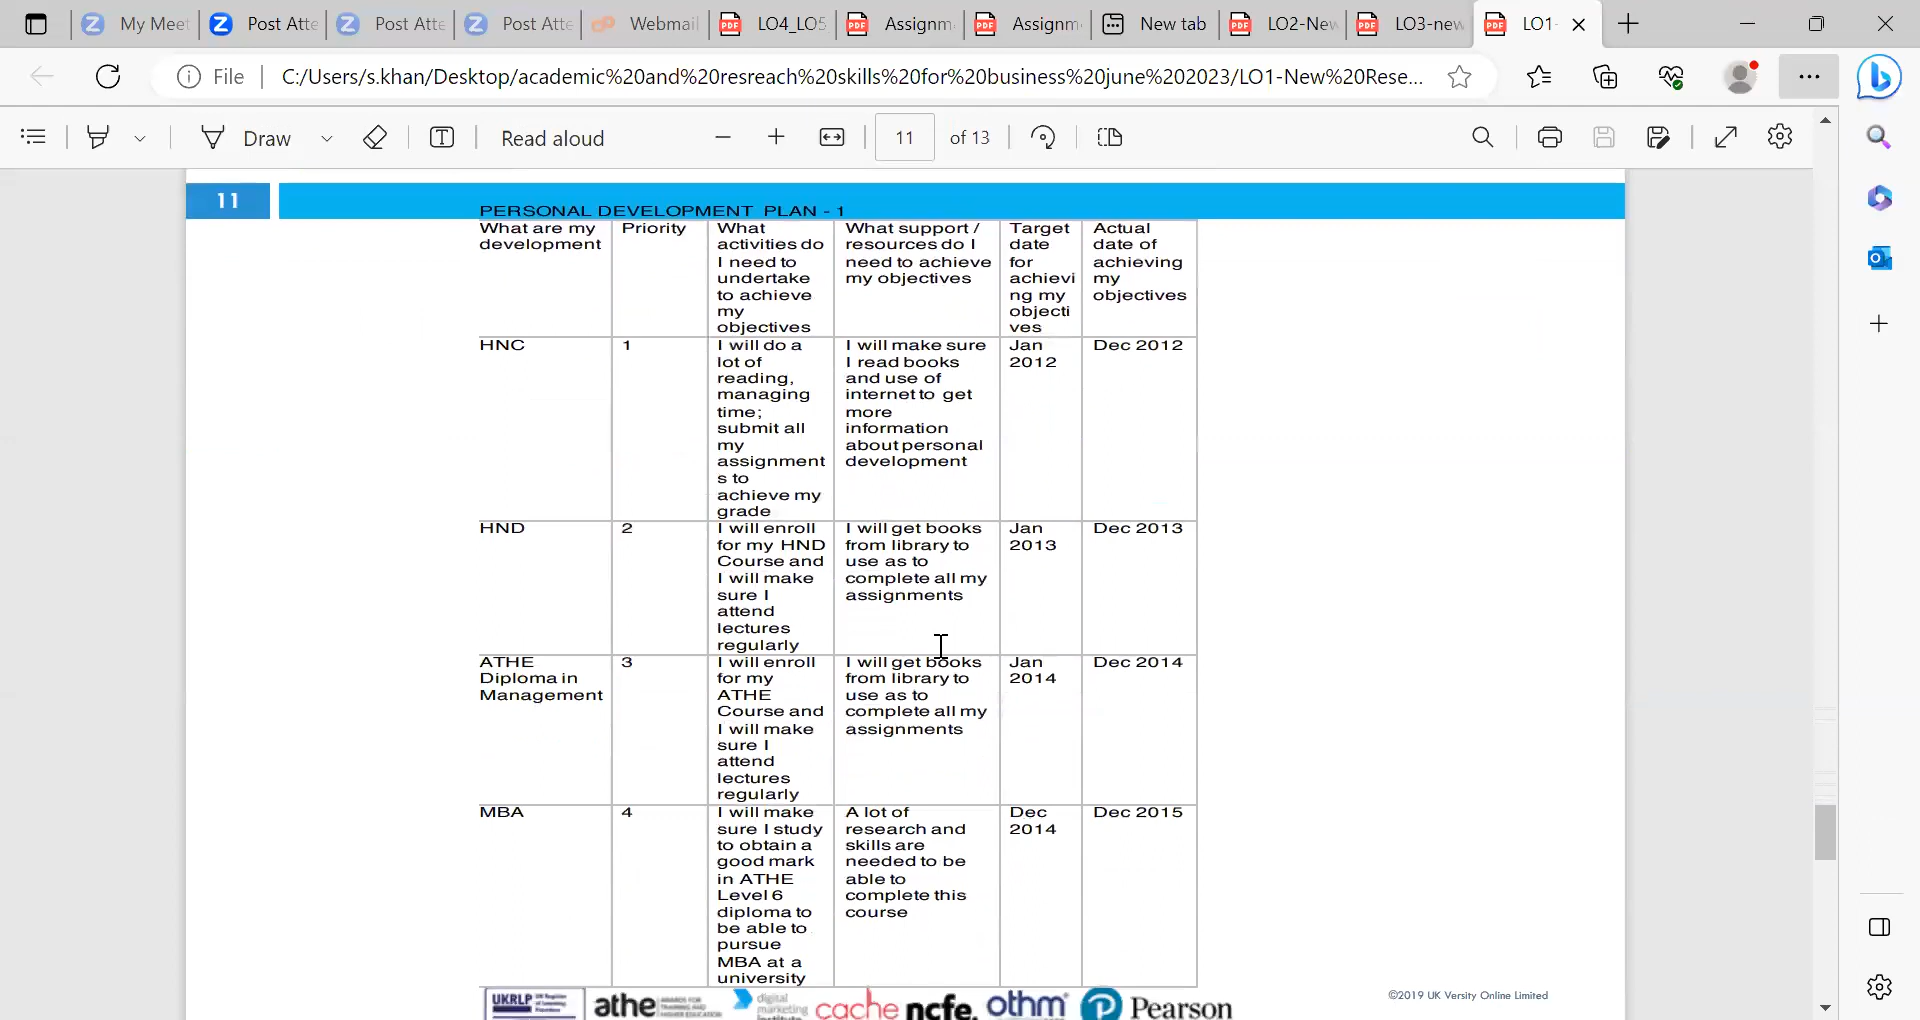 My Meet
Post Atte
Post Atte
Post Atte
Webmail
LO4_LO5
Assignm
Assignm
New tab
LO2-New
LO3-new
LO1-
File
C:/Users/s.khan/Desktop/academic%20and%20resreach%20skills%20for%20business%20june%202023/LO1-New%20Rese...
Draw
Read aloud
11
of 13
11
PERSONAL DEVELOPMENT PLAN - 1
What are my
development
Priority
What
activities do
I need to
undertake
to achieve
my
objectives
What support /
resources do I
need to achieve
my objectives
Target
date
for
achievi
ng my
objecti
ves
Actual
date of
achieving
my
objectives
HNC
1
I will do a
lot of
reading,
managing
time;
submit all
my
assignment
s to
achieve my
grade
I will make sure
I read books
and use of
internet to get
more
information
about personal
development
Jan
2012
Dec 2012
HND
2
I will enroll
for my HND
Course and
I will make
sure I
attend
lectures
regularly
I will get books
from library to
use as to
complete all my
assignments
Jan
2013
Dec 2013
ATHE
Diploma in
Management
3
I will enroll
for my
ATHE
Course and
I will make
sure I
attend
lectures
regularly
I will get books
from library to
use as to
complete all my
assignments
Jan
2014
Dec 2014
MBA
4
I will make
sure I study
to obtain a
good mark
in ATHE
Level 6
diploma to
be able to
pursue
MBA at a
university
A lot of
research and
skills are
needed to be
able to
complete this
course
Dec
2014
Dec 2015
UKRLP
athe
digital
marketing
cache
ncfe.
othm
Pearson
©2019 UK Versity Online Limited